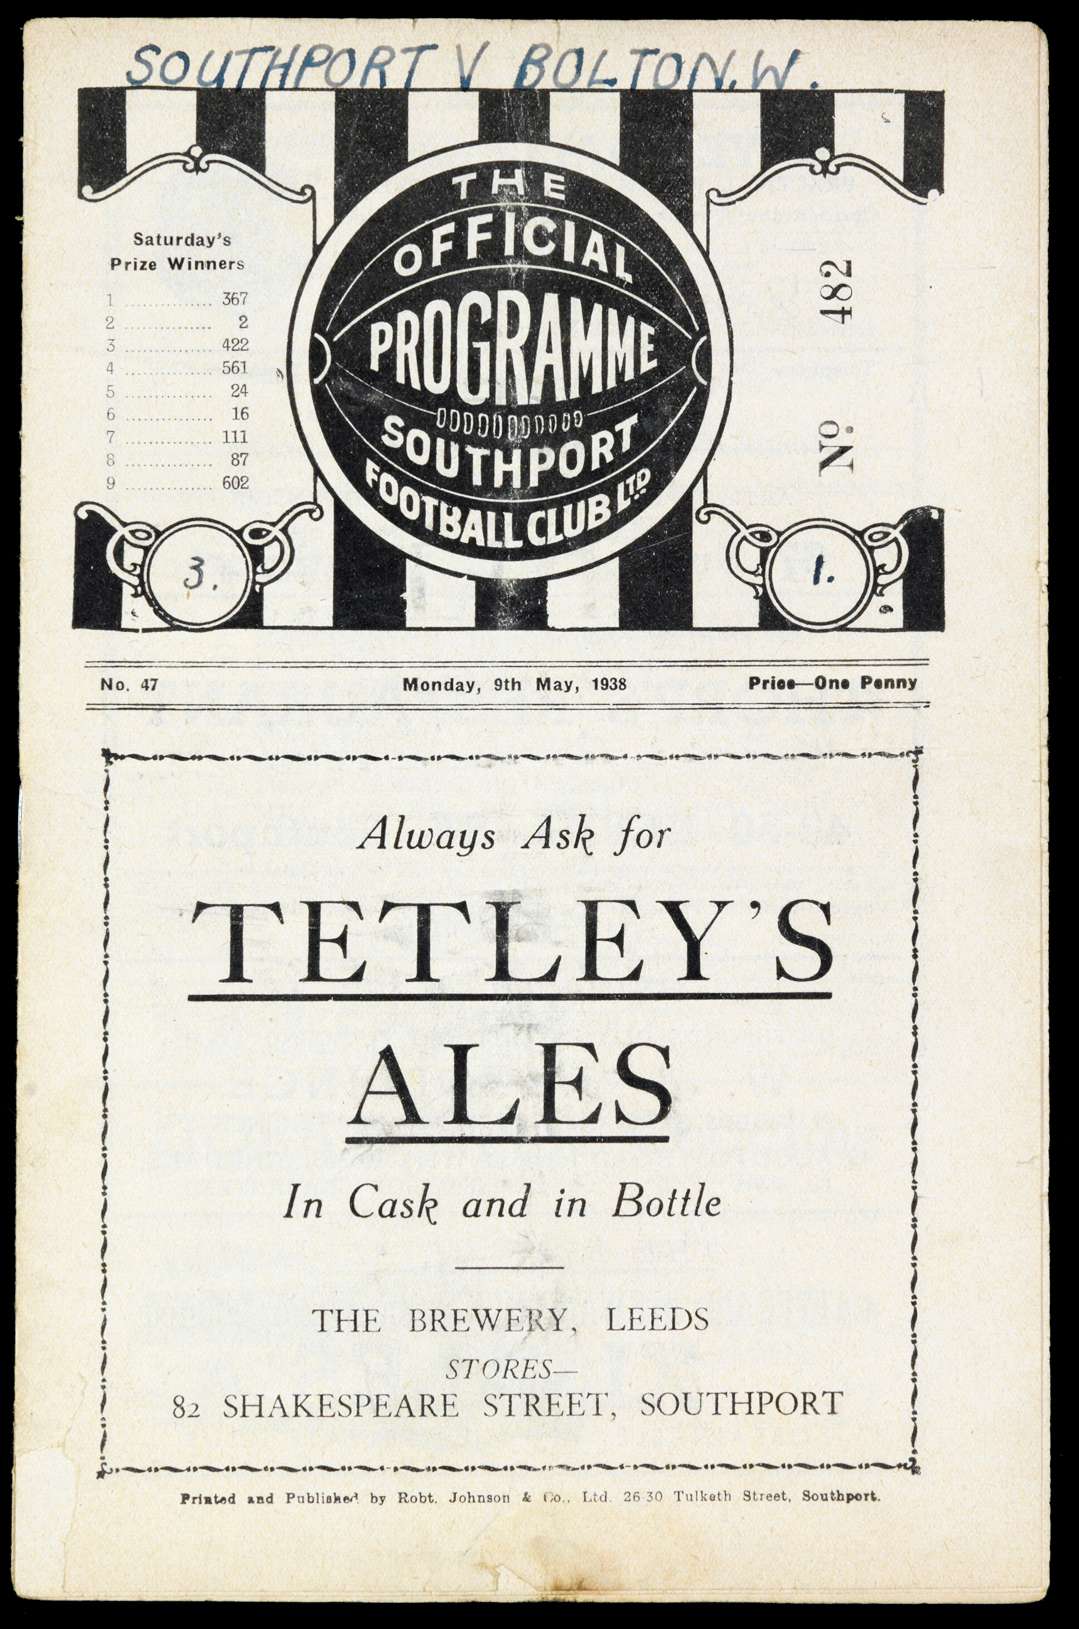 SOUTHPORT V BOLTON.W.
THE
OFFICIAL
PROGRAMME
SOUTHPORT
FOOTBALL CLUB LTD
Saturday's
Prize Winners
1 ................ 367
2 ................ 2
3 ................ 422
4 ................ 561
5 ................ 24
6 ................ 16
7 ................ 111
8 ................ 87
9 ................ 602
No. 482
3.
1.
No. 47
Monday, 9th May, 1938
Price—One Penny
Always Ask for
TETLEY'S
ALES
In Cask and in Bottle
THE BREWERY, LEEDS
STORES—
82 SHAKESPEARE STREET, SOUTHPORT
Printed and Published by Robt. Johnson & Co., Ltd. 26-30 Tulketh Street, Southport.